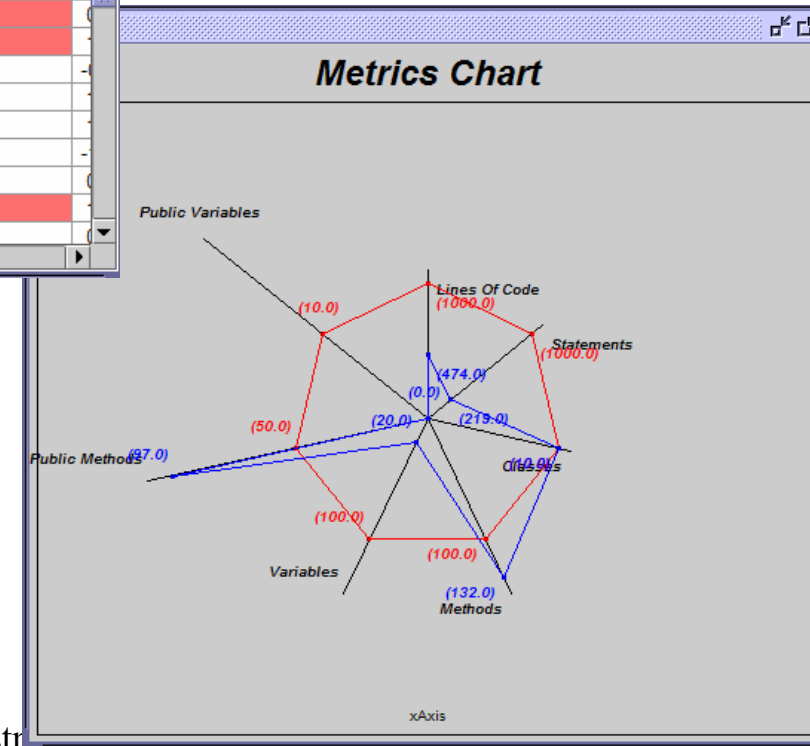 Metrics Chart
Public Variables
Lines Of Code
(10.0)
(1000.0)
Statements
(1000.0)
(474.0)
(0.0)
(20.0)
(219.0)
(50.0)
Public Methods
(97.0)
Classes
(10.0)
(100.0)
(100.0)
Variables
(132.0)
Methods
xAxis